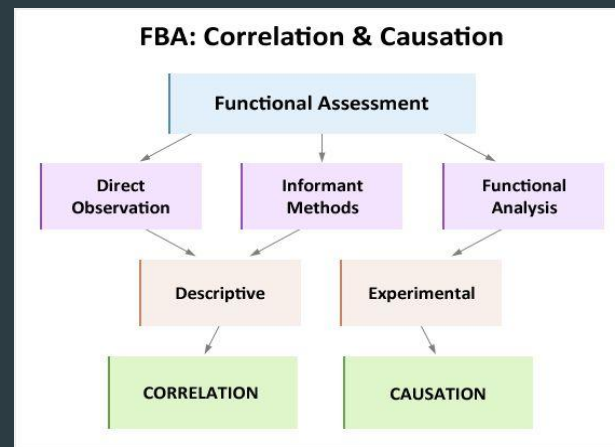 FBA: Correlation & Causation
Functional Assessment
Direct
Observation
Informant
Methods
Functional
Analysis
Descriptive
Experimental
CORRELATION
CAUSATION